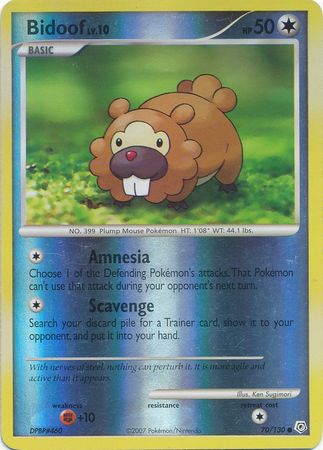 Bidoof LV.10 HP 50
BASIC
NO. 399 Plump Mouse Pokémon HT: 1'08" WT: 44.1 lbs.
Amnesia
Choose 1 of the Defending Pokémon's attacks. That Pokémon
can't use that attack during your opponent's next turn.
Scavenge
Search your discard pile for a Trainer card, show it to your
opponent, and put it into your hand.
With nerves of steel, nothing can perturb it. It is more agile and
active than it appears.
Illus. Ken Sugimori
weakness resistance retreat cost
+10
DPBP#460 ©2007 Pokémon/Nintendo 70/130